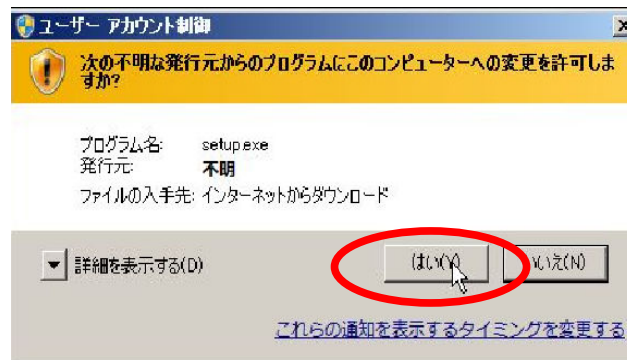 ユーザー アカウント制御
次の不明な発行元からのプログラムにこのコンピューターへの変更を許可しま
すか?
プログラム名: setup.exe
発行元: 不明
ファイルの入手先: インターネットからダウンロード
詳細を表示する(D)
はい(Y)
いいえ(N)
これらの通知を表示するタイミングを変更する